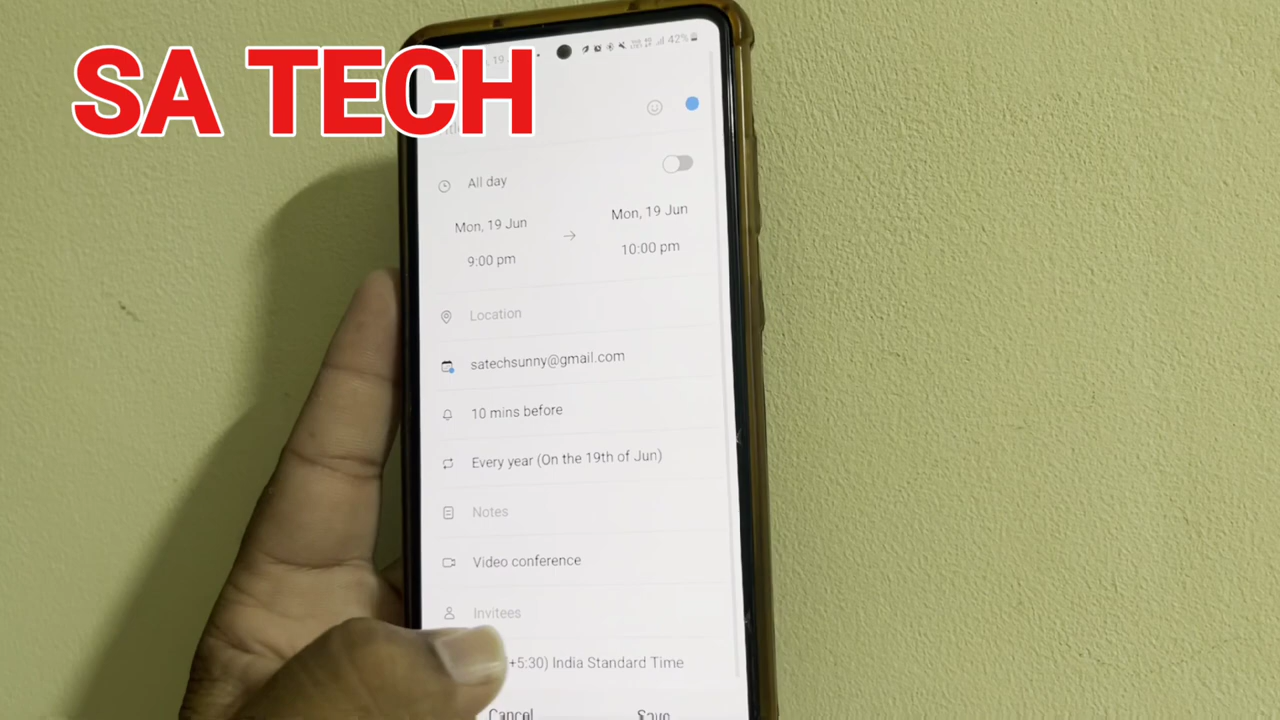 SA TECH
42%
All day
Mon, 19 Jun
Mon, 19 Jun
9:00 pm
10:00 pm
Location
satechsunny@gmail.com
10 mins before
Every year (On the 19th of Jun)
Notes
Video conference
Invitees
+5:30) India Standard Time
Cancel
Save